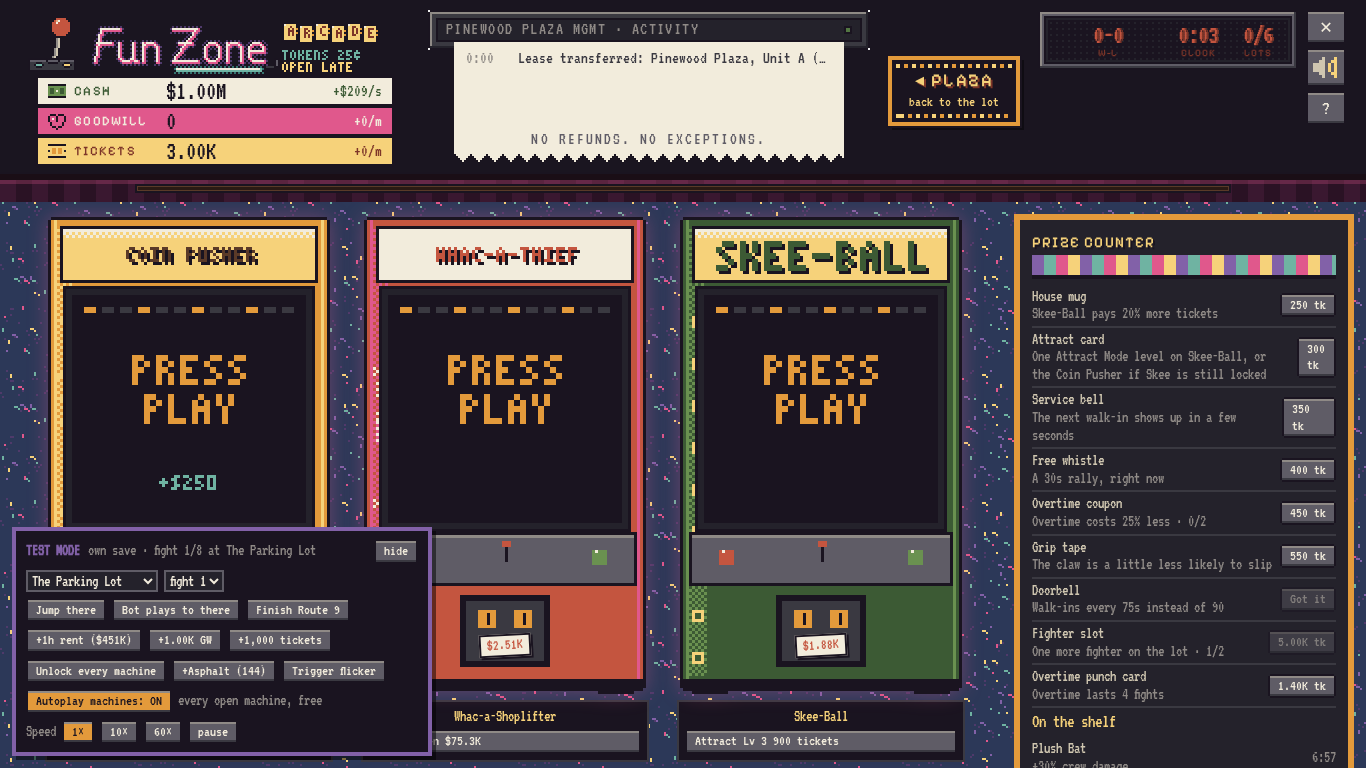 Fun Zone
ARCADE
TOKENS 25¢
OPEN LATE
CASH $1.00M +$209/s
GOODWILL 0 +0/m
TICKETS 3.00K +0/m
PINEWOOD PLAZA MGMT · ACTIVITY
0:00 Lease transferred: Pinewood Plaza, Unit A (…
NO REFUNDS. NO EXCEPTIONS.
◀ PLAZA
back to the lot
0-0 0:03 0/6
W-L CLOCK LOTS
×
?
COIN PUSHER
WHAC-A-THIEF
SKEE-BALL
PRESS
PLAY
+$250
PRESS
PLAY
PRESS
PLAY
$2.51K
$1.88K
Whac-a-Shoplifter
$75.3K
Skee-Ball
Attract Lv 3 900 tickets
TEST MODE own save · fight 1/8 at The Parking Lot
hide
The Parking Lot
fight 1
Jump there
Bot plays to there
Finish Route 9
+1h rent ($451K)
+1.00K GW
+1,000 tickets
Unlock every machine
+Asphalt (144)
Trigger flicker
Autoplay machines: ON
every open machine, free
Speed 1× 10× 60× pause
PRIZE COUNTER
House mug
Skee-Ball pays 20% more tickets
250 tk
Attract card
One Attract Mode level on Skee-Ball, or
the Coin Pusher if Skee is still locked
300
tk
Service bell
The next walk-in shows up in a few
seconds
350
tk
Free whistle
A 30s rally, right now
400 tk
Overtime coupon
Overtime costs 25% less · 0/2
450 tk
Grip tape
The claw is a little less likely to slip
550 tk
Doorbell
Walk-ins every 75s instead of 90
Got it
Fighter slot
One more fighter on the lot · 1/2
5.00K tk
Overtime punch card
Overtime lasts 4 fights
1.40K tk
On the shelf
Plush Bat
+30% crew damage
6:57